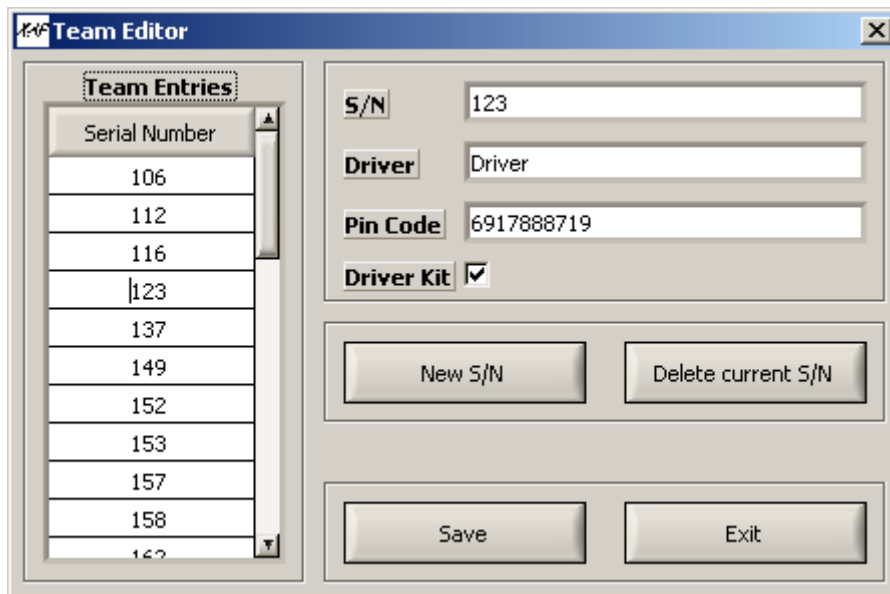 Team Editor
Team Entries
Serial Number
106
112
116
123
137
149
152
153
157
158
S/N
123
Driver
Driver
Pin Code
6917888719
Driver Kit
New S/N
Delete current S/N
Save
Exit